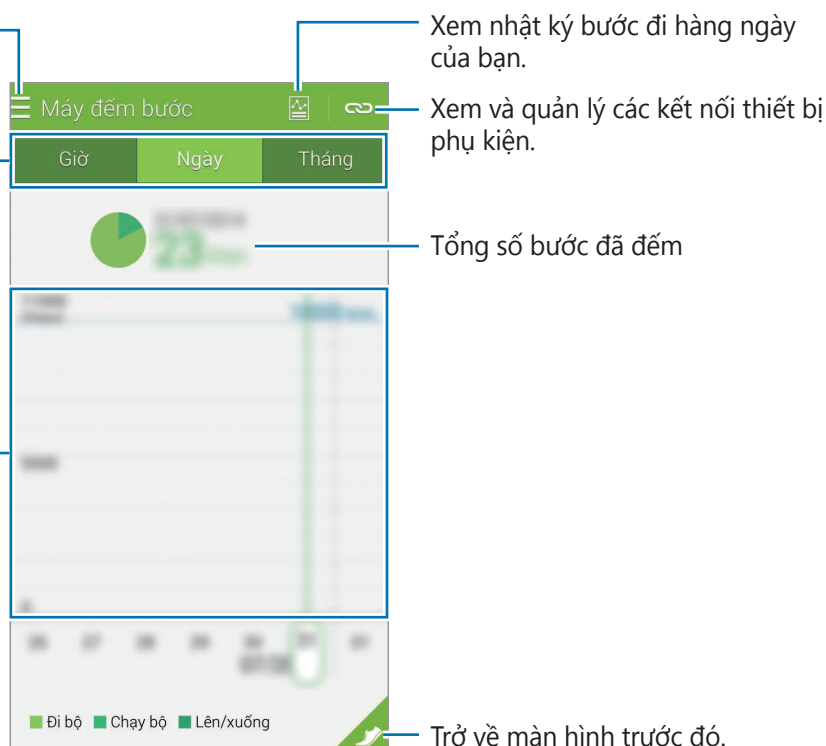 Xem nhật ký bước đi hàng ngày
của bạn.
Máy đếm bước
Xem và quản lý các kết nối thiết bị
phụ kiện.
Giờ Ngày Tháng
23
Tổng số bước đã đếm
Đi bộ Chạy bộ Lên/xuống
Trở về màn hình trước đó.